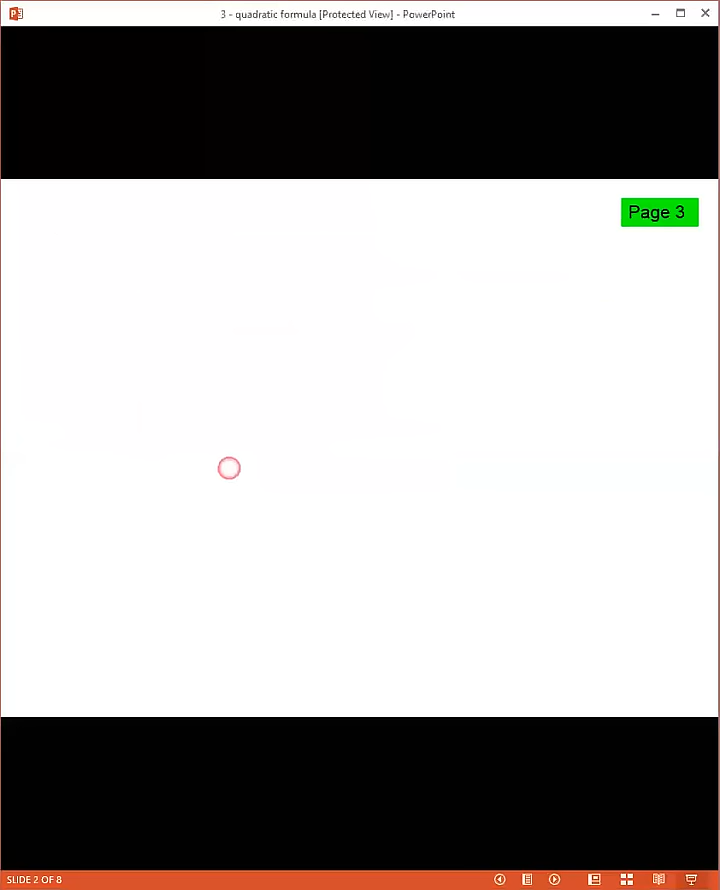 3 - quadratic formula [Protected View] - PowerPoint
Page 3
SLIDE 2 OF 8